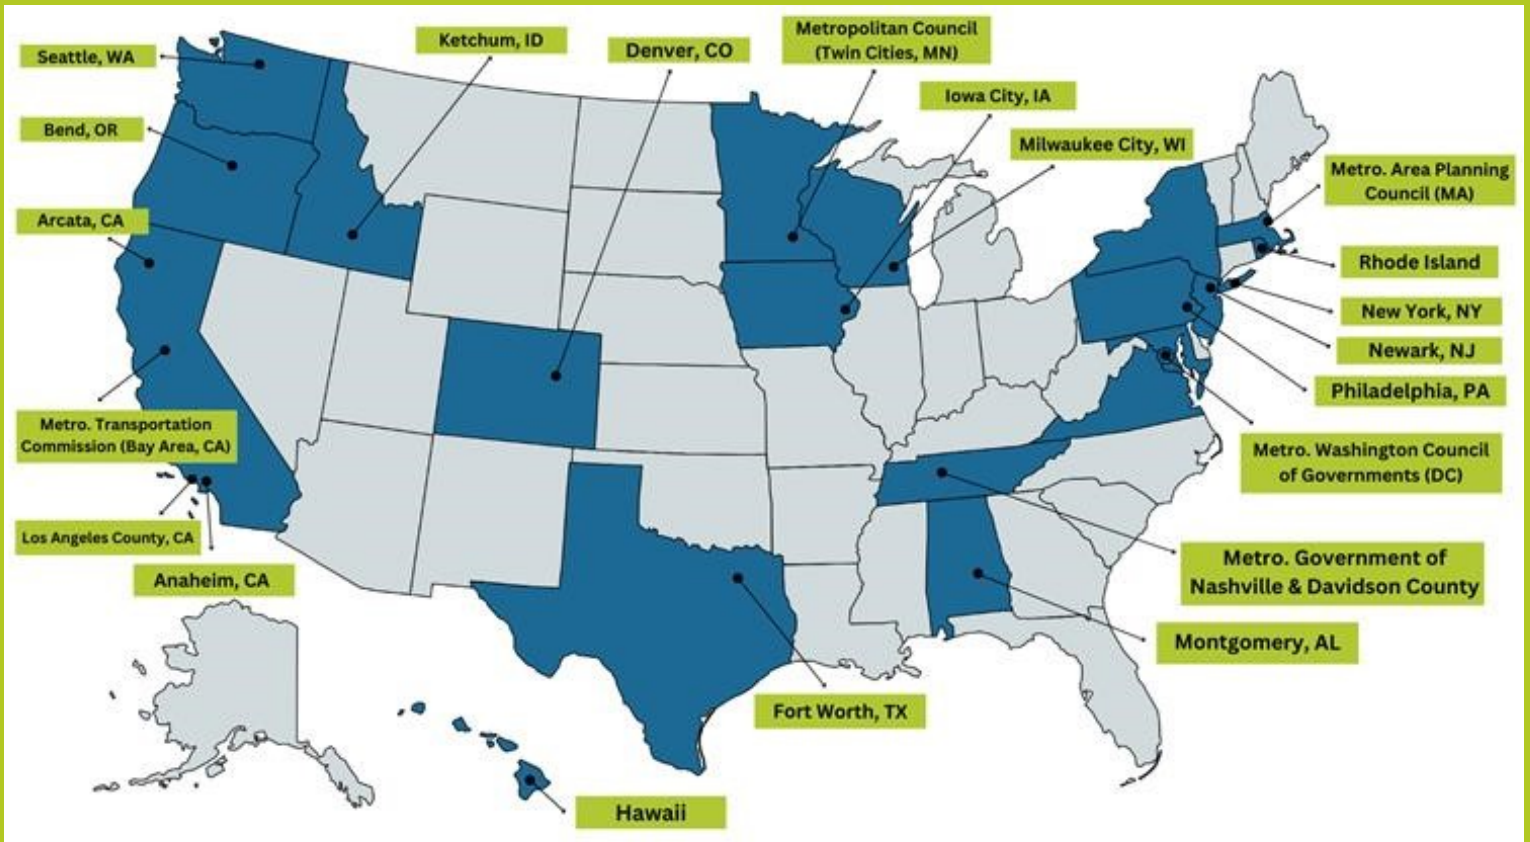 Seattle, WA
Ketchum, ID
Denver, CO
Metropolitan Council
(Twin Cities, MN)
Iowa City, IA
Milwaukee City, WI
Bend, OR
Metro. Area Planning
Council (MA)
Arcata, CA
Rhode Island
New York, NY
Newark, NJ
Philadelphia, PA
Metro. Transportation
Commission (Bay Area, CA)
Metro. Washington Council
of Governments (DC)
Los Angeles County, CA
Anaheim, CA
Metro. Government of
Nashville & Davidson County
Montgomery, AL
Fort Worth, TX
Hawaii